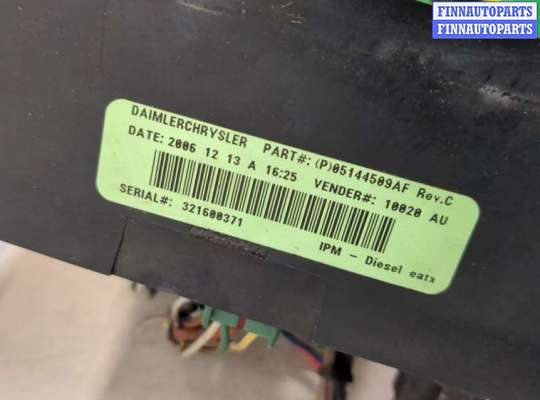 FINNAUTOPARTS
FINNAUTOPARTS
DAIMLERCHRYSLER PART#: (P)05144509AF Rev.C
DATE: 2006 12 13 A 16:25 VENDER#: 10020 AU
SERIAL#: 321600371
IPM - Diesel eatx